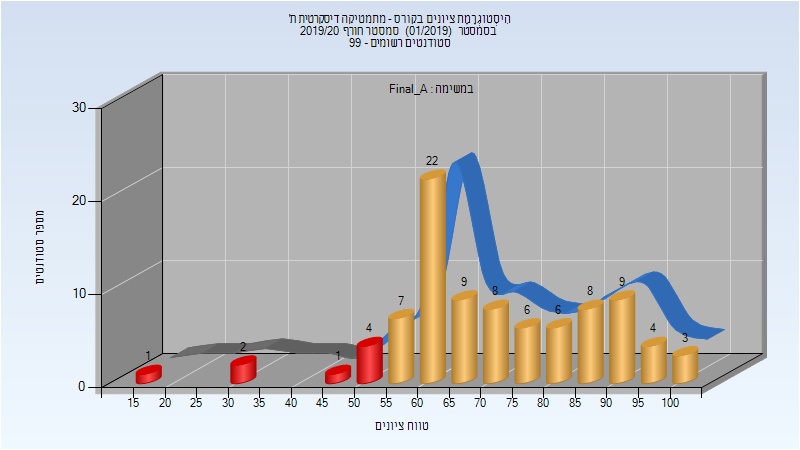 היסטוגרמת ציונים בקורס - מתמטיקה דיסקרטית ת'
בסמסטר (01/2019) סמסטר חורף 2019/20
סטודנטים רשומים - 99
במשימה : Final_A
מספר סטודנטים
30
20
10
0
1
2
1
4
7
22
9
8
6
6
8
9
4
3
15 20 25 30 35 40 45 50 55 60 65 70 75 80 85 90 95 100
טווח ציונים